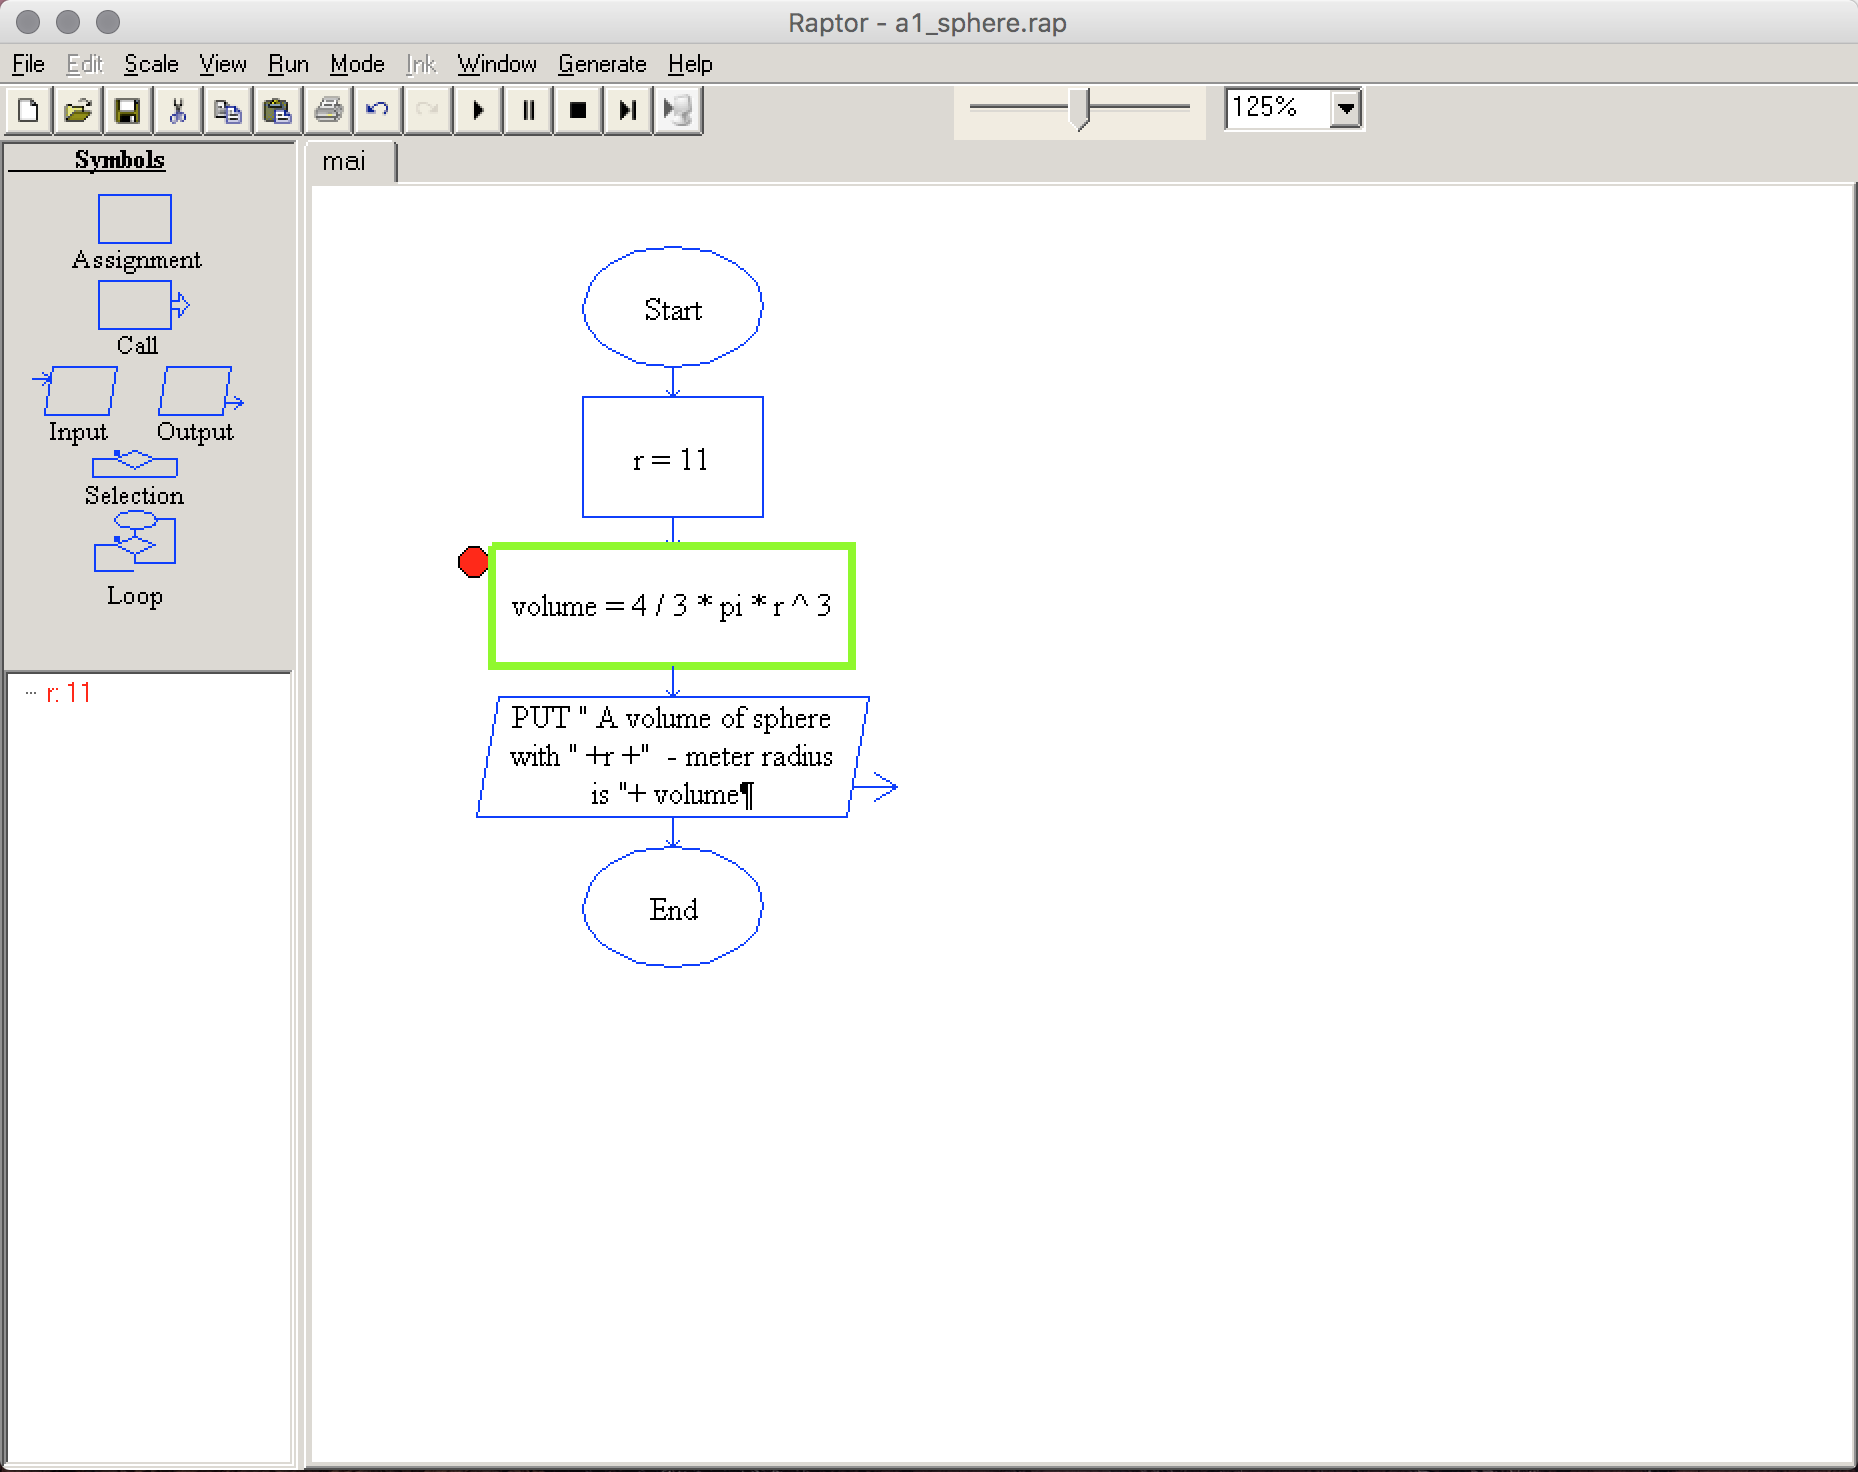 Raptor - a1_sphere.rap
File Edit Scale View Run Mode Ink Window Generate Help
125%
Symbols
mai
Assignment
Call
Input Output
Selection
Loop
r: 11
Start
r = 11
volume = 4 / 3 * pi * r ^ 3
PUT " A volume of sphere
with " +r +"  - meter radius
is "+ volume¶
End